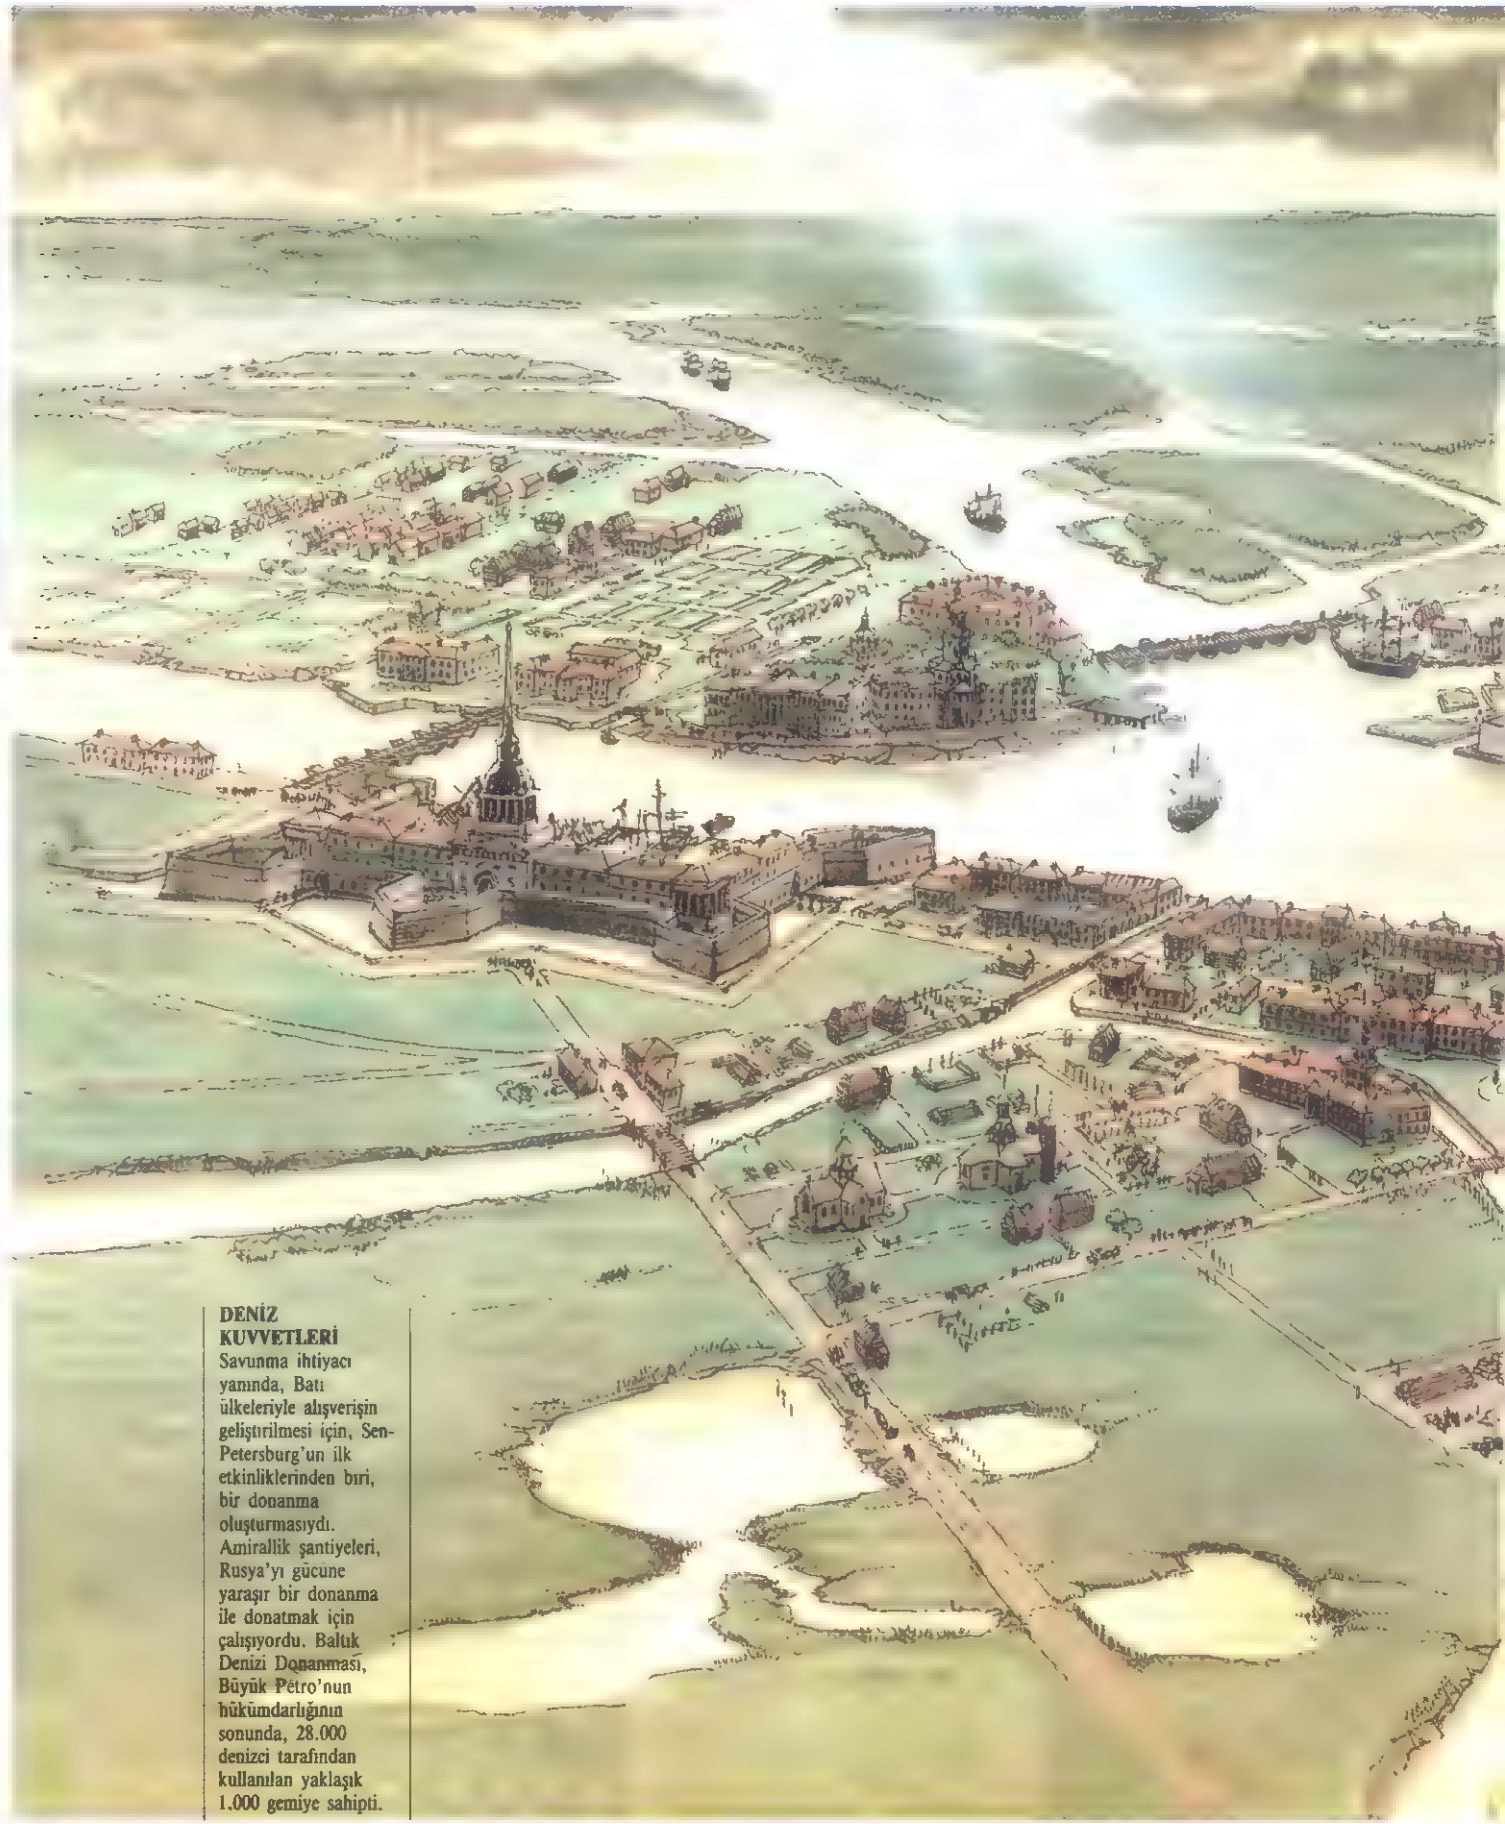 DENİZ
KUVVETLERİ
Savunma ihtiyacı
yanında, Batı
ülkeleriyle alışverişin
geliştirilmesi için, Sen-
Petersburg'un ilk
etkinliklerinden biri,
bir donanma
oluşturmasıydı.
Amirallik şantiyeleri,
Rusya'yı gücüne
yaraşır bir donanma
ile donatmak için
çalışıyordu. Baltık
Denizi Donanması,
Büyük Petro'nun
hükümdarlığının
sonunda, 28.000
denizci tarafından
kullanılan yaklaşık
1.000 gemiye sahipti.